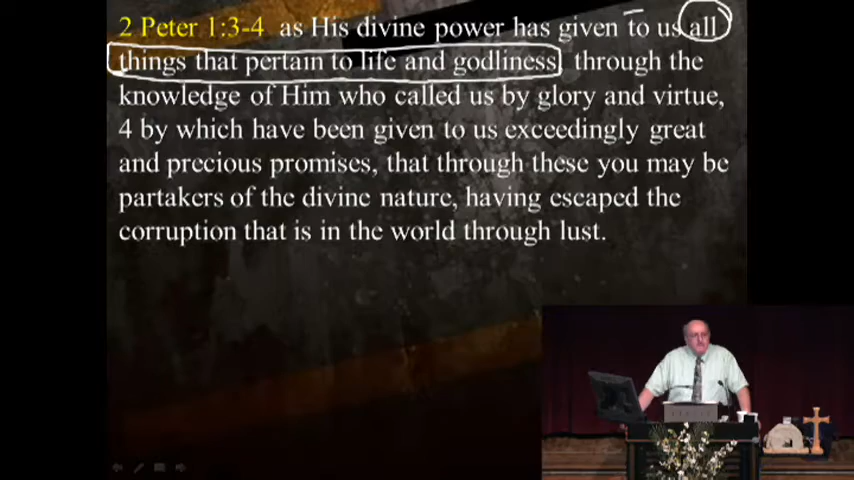 2 Peter 1:3-4 as His divine power has given to us all
things that pertain to life and godliness through the
knowledge of Him who called us by glory and virtue,
4 by which have been given to us exceedingly great
and precious promises, that through these you may be
partakers of the divine nature, having escaped the
corruption that is in the world through lust.